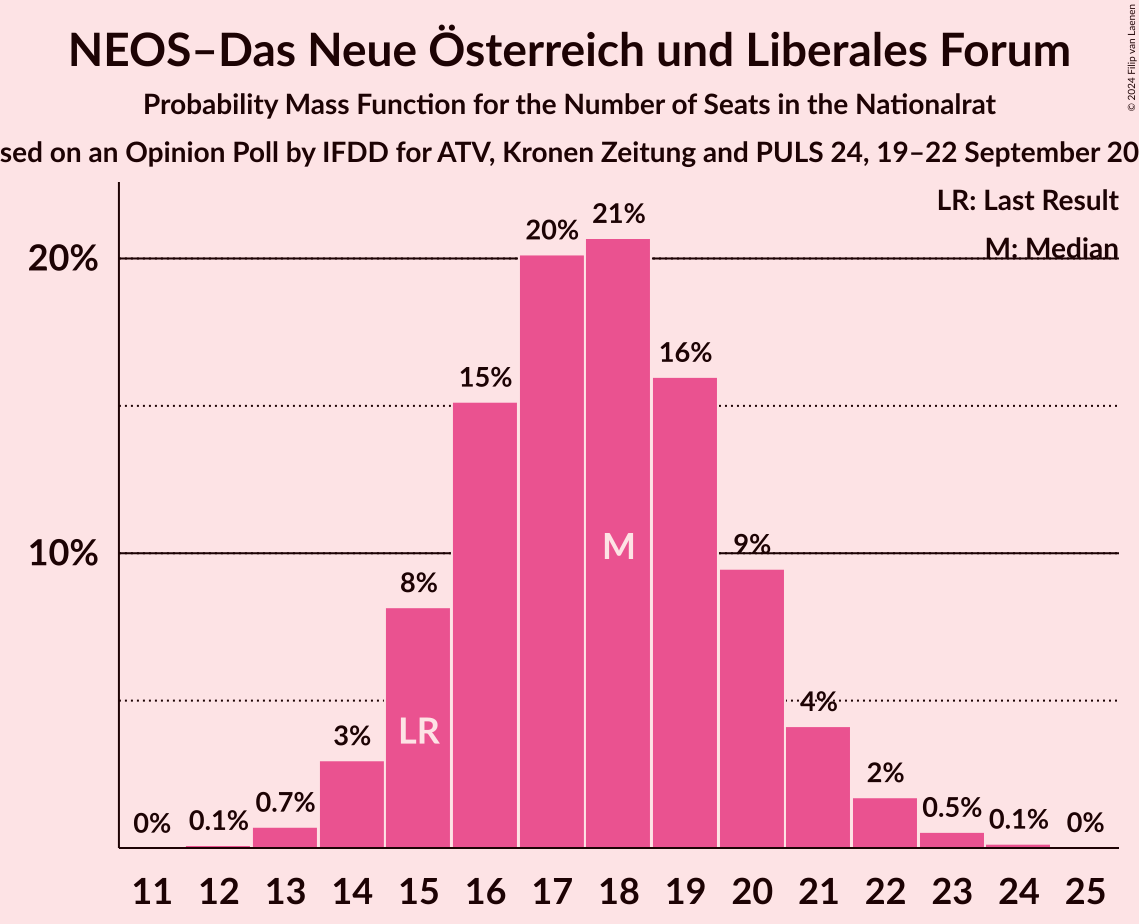 NEOS–Das Neue Österreich und Liberales Forum
Probability Mass Function for the Number of Seats in the Nationalrat
sed on an Opinion Poll by IFDD for ATV, Kronen Zeitung and PULS 24, 19–22 September 20
© 2024 Filip van Laenen
LR: Last Result
M: Median
20%
10%
0%
0.1%
0.7%
3%
8%
15%
20%
21%
16%
9%
4%
2%
0.5%
0.1%
0%
LR
M
11 12 13 14 15 16 17 18 19 20 21 22 23 24 25